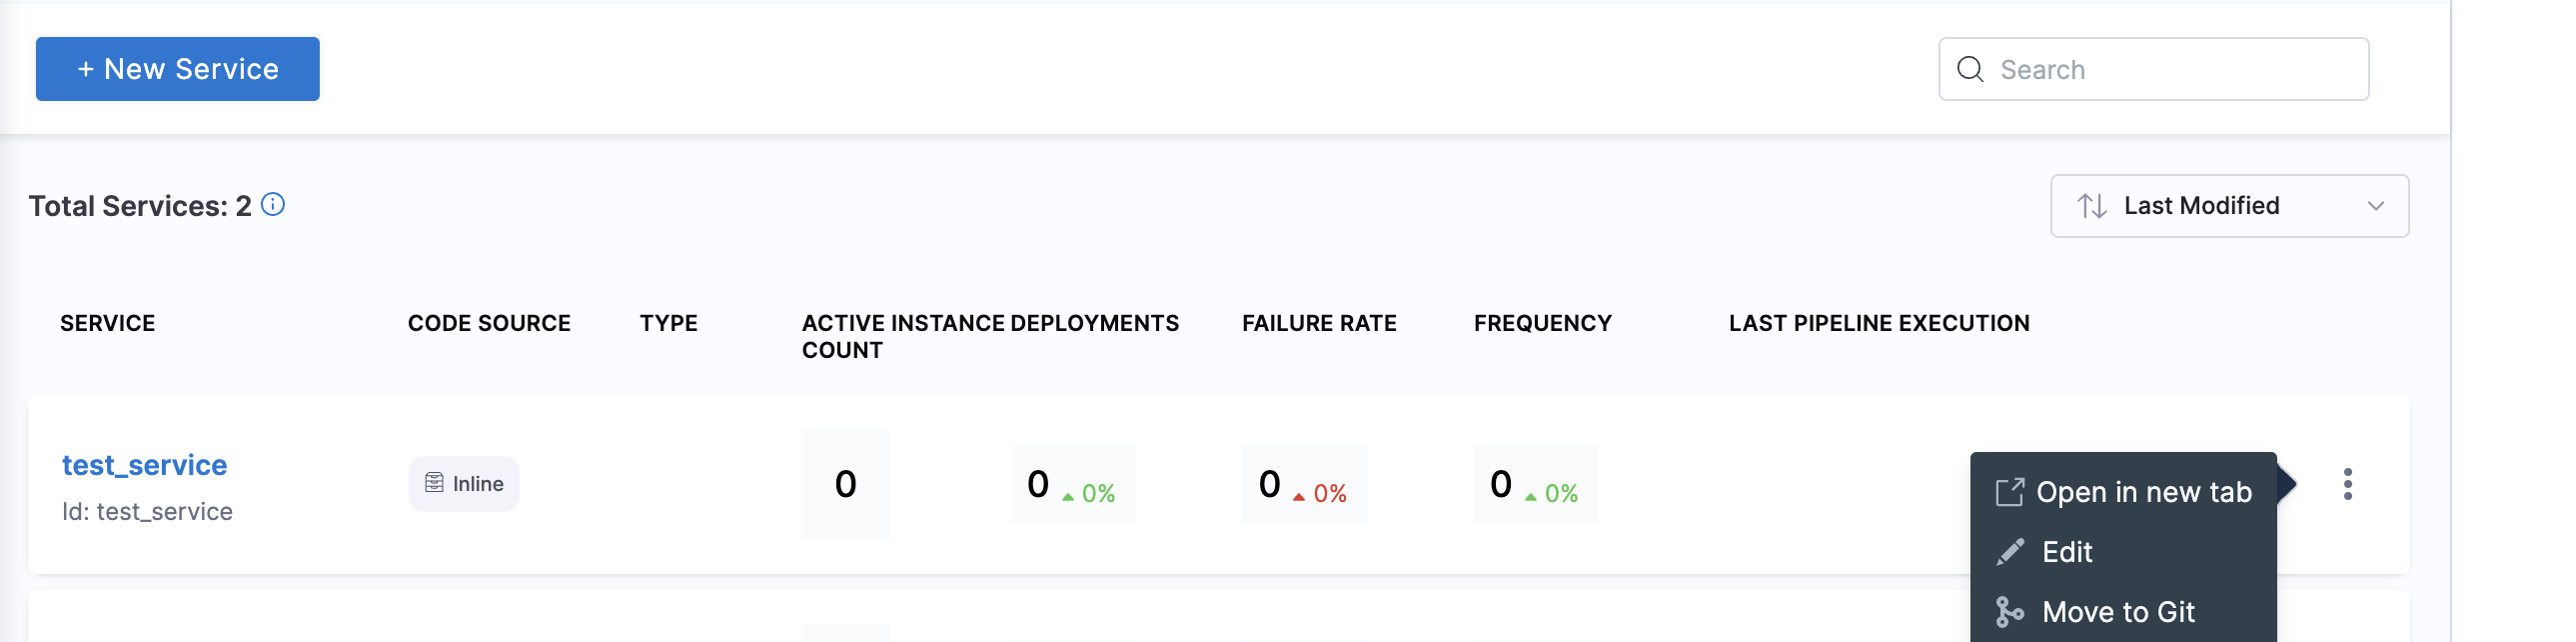 + New Service
Search
Total Services: 2
Last Modified
SERVICE
CODE SOURCE
TYPE
ACTIVE INSTANCE
COUNT
DEPLOYMENTS
FAILURE RATE
FREQUENCY
LAST PIPELINE EXECUTION
test_service
Id: test_service
Inline
0
0 0%
0 0%
0 0%
Open in new tab
Edit
Move to Git